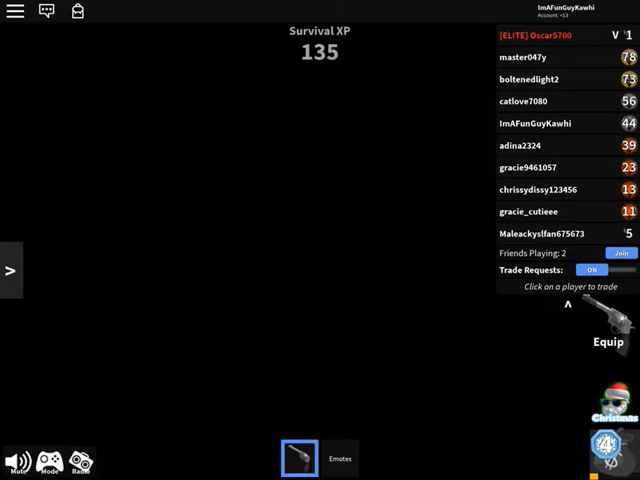 ImAFunGuyKawhi
Account: <13
Survival XP
135
[ELITE] Oscar5700 V 1
master047y 78
boltenedlight2 73
catlove7080 56
ImAFunGuyKawhi 44
adina2324 39
gracie9461057 23
chrissydissy123456 13
gracie_cutieee 11
Maleackyslfan675673 5
Friends Playing: 2 Join
Trade Requests: ON
Click on a player to trade
>
Equip
Christmas
4
XP
Mute Mode Radio
Emotes